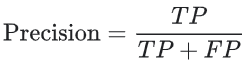 Precision = TP / (TP + FP)